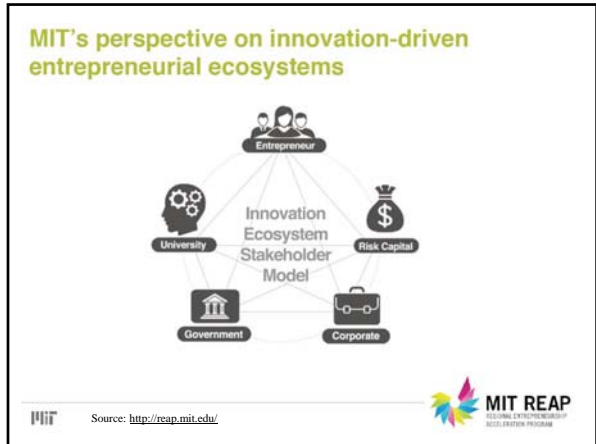 MIT's perspective on innovation-driven
entrepreneurial ecosystems
Entrepreneur
University
Innovation
Ecosystem
Stakeholder
Model
Risk Capital
Government
Corporate
Source: http://reap.mit.edu/
MIT REAP
REGIONAL ENTREPRENEURSHIP
ACCELERATION PROGRAM
MIT